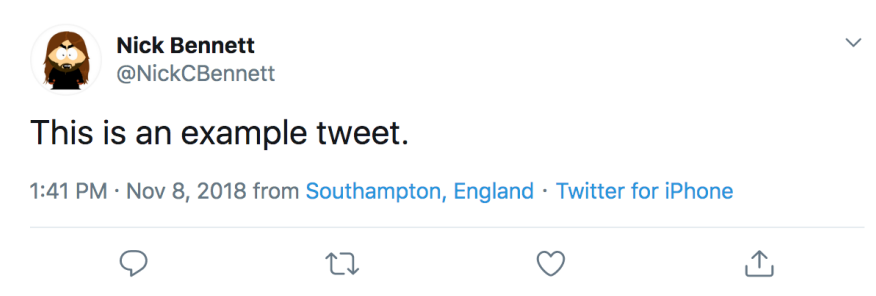 Nick Bennett
@NickCBennett
This is an example tweet.
1:41 PM · Nov 8, 2018 from Southampton, England · Twitter for iPhone